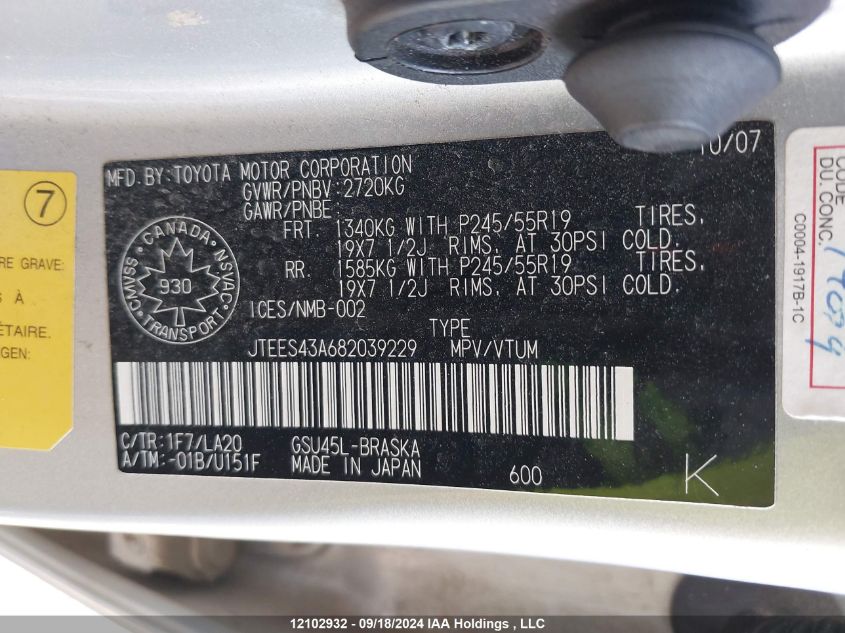 10/07
MFD. BY: TOYOTA MOTOR CORPORATION
GVWR/PNBV: 2720KG
GAWR/PNBE:
FRT. 1340KG WITH P245/55R19 TIRES,
19X7 1/2J RIMS, AT 30PSI COLD.
RR. 1585KG WITH P245/55R19 TIRES,
19X7 1/2J RIMS, AT 30PSI COLD.
ICES/NMB-002
CANADA
CMVSS NSVAC
930
TRANSPORT
TYPE
JTEES43A682039229 MPV/VTUM
C/TR: 1F7/LA20 GSU45L-BRASKA
A/TM: -01B/U151F MADE IN JAPAN
600
K
7
RE GRAVE:
S À
ÉTAIRE.
GEN:
CODE
DU. CONC.
C0004-1917B-1C
12102932 - 09/18/2024 IAA Holdings , LLC